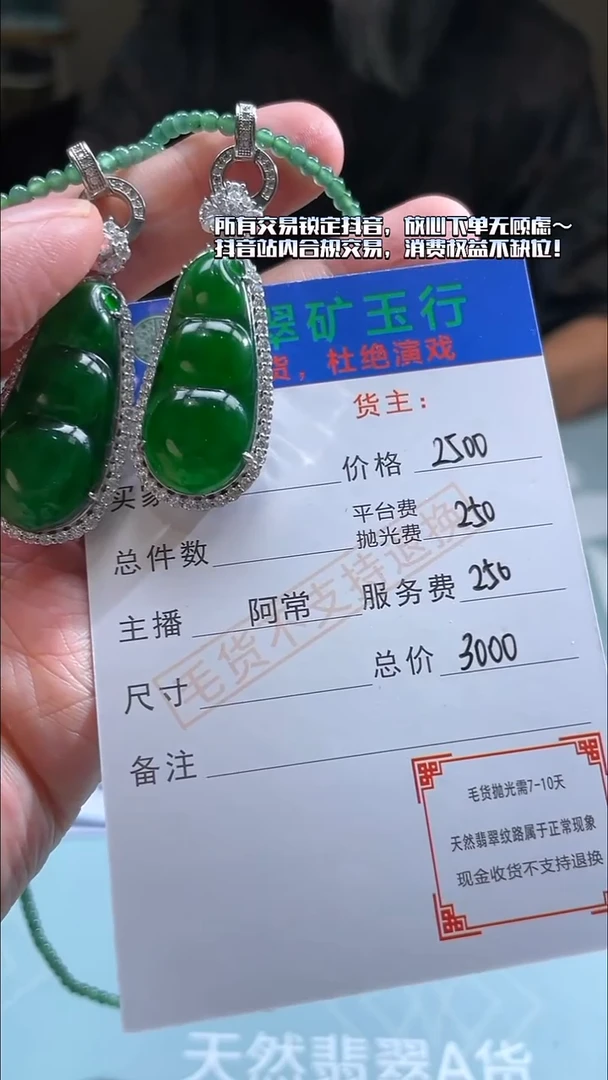 所有交易锁定抖音，放心下单无顾虑～
抖音站内合规交易，消费权益不缺位！
翠矿玉行
货，杜绝演戏
货主：
买家
价格 2500
平台费
抛光费 250
总件数
主播 阿常
服务费 250
尺寸
总价 3000
毛货不支持退换
备注
毛货抛光需7-10天
天然翡翠纹路属于正常现象
现金收货不支持退换
天然翡翠A货